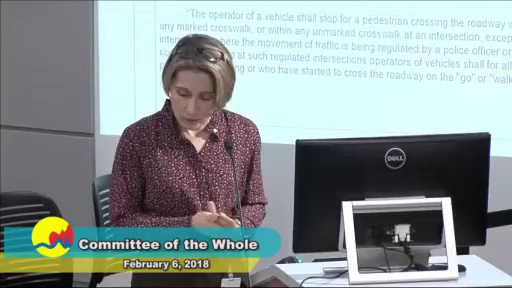 "The operator of a vehicle shall stop for a pedestrian crossing the roadway w
any marked crosswalk, or within any unmarked crosswalk at an intersection, excep
where the movement of traffic is being regulated by a police officer or
at such regulated intersections operators of vehicles shall for all
or who have started to cross the roadway on the "go" or "walk
DELL
Committee of the Whole
February 6, 2018